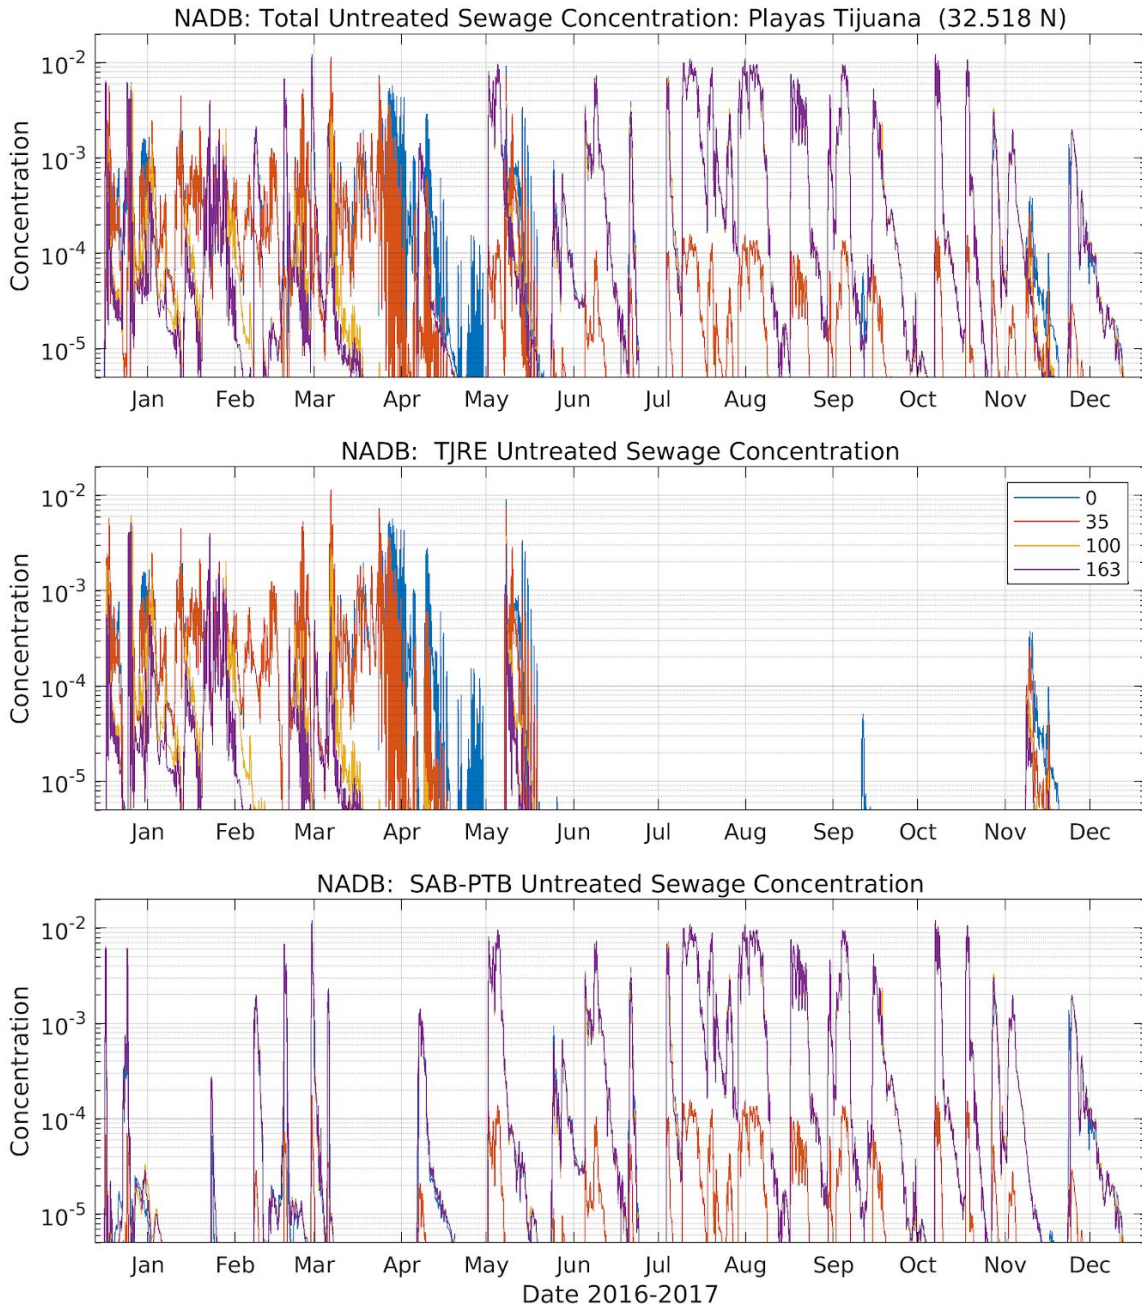 NADB: Total Untreated Sewage Concentration: Playas Tijuana (32.518 N)
10-2
10-3
10-4
10-5
Concentration
Jan Feb Mar Apr May Jun Jul Aug Sep Oct Nov Dec
NADB: TJRE Untreated Sewage Concentration
10-2
10-3
10-4
10-5
Concentration
0
35
100
163
Jan Feb Mar Apr May Jun Jul Aug Sep Oct Nov Dec
NADB: SAB-PTB Untreated Sewage Concentration
10-2
10-3
10-4
10-5
Concentration
Jan Feb Mar Apr May Jun Jul Aug Sep Oct Nov Dec
Date 2016-2017